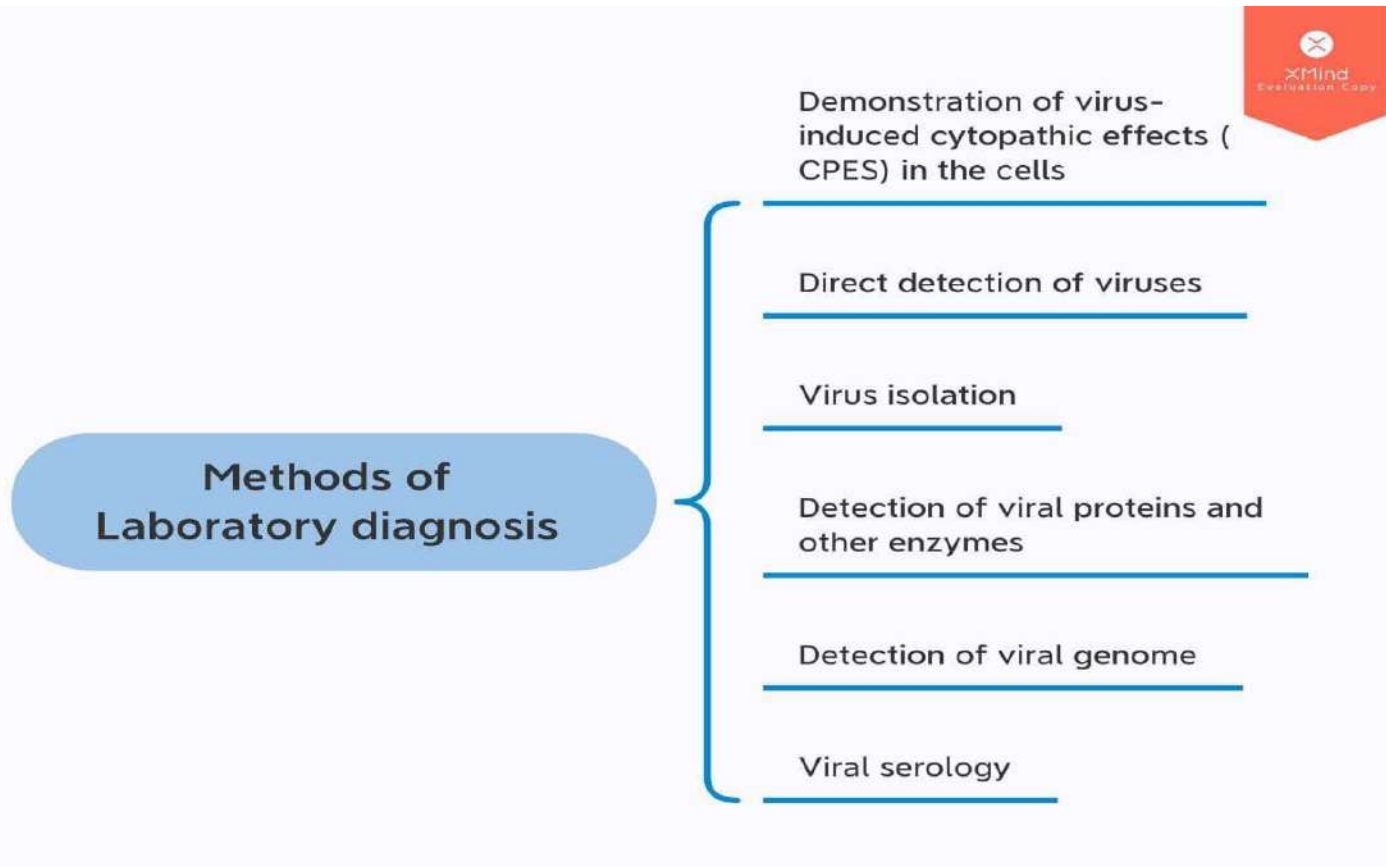 XMind
Evaluation Copy
Demonstration of virus-
induced cytopathic effects (
CPES) in the cells
Direct detection of viruses
Virus isolation
Methods of
Laboratory diagnosis
Detection of viral proteins and
other enzymes
Detection of viral genome
Viral serology